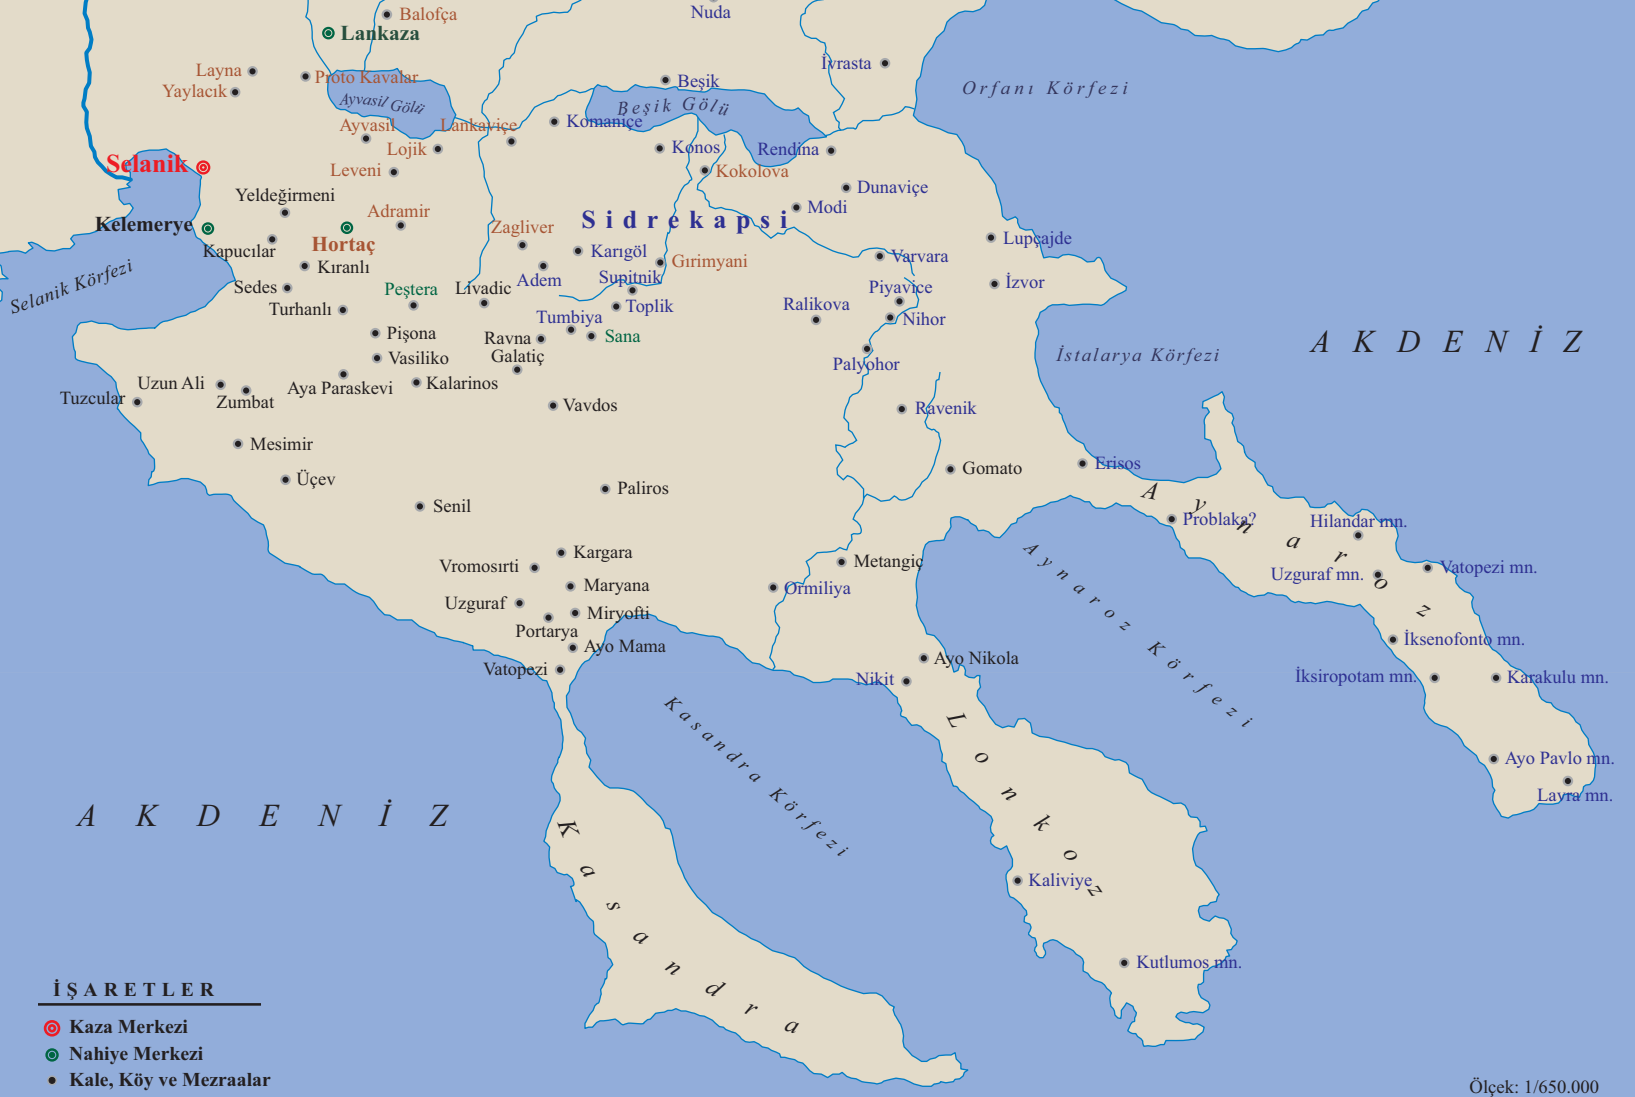 Nuda
Balofça
Lankaza
İvrasta
Layna
Proto Kavalar
Beşik
Yaylacık
Orfanı Körfezi
Ayvasil Gölü
Beşik Gölü
Ayvasıl
Lankaviçe
Komaniçe
Lojik
Konos
Rendina
Selanik
Leveni
Kokolova
Yeldeğirmeni
Dunaviçe
Adramir
Modi
Kelemerye
Sidrekapsi
Zagliver
Hortaç
Lupçajde
Kapucılar
Karıgöl
Varvara
Kıranlı
Gırimyani
Selanik Körfezi
Adem
Supitnik
İzvor
Sedes
Peştera
Livadic
Piyavice
Turhanlı
Toplik
Ralikova
Tumbiya
Nihor
Pişona
Ravna
Sana
AKDENİZ
Vasiliko
Galatiç
İstalarya Körfezi
Palyohor
Uzun Ali
Aya Paraskevi
Kalarinos
Tuzcular
Zumbat
Vavdos
Ravenik
Mesimir
Erisos
Gomato
Üçev
Paliros
Aynaroz
Senil
Problaka?
Hilandar mn.
Kargara
Metangiç
Vromosırti
Vatopezi mn.
Uzguraf mn.
Maryana
Ormiliya
Aynaroz Körfezi
Uzguraf
Miryofti
Portarya
İksenofonto mn.
Ayo Mama
Ayo Nikola
Vatopezi
Nikit
İksiropotam mn.
Karakulu mn.
Kasandra Körfezi
Lonkoz
Ayo Pavlo mn.
Lavra mn.
AKDENİZ
Kasandra
Kaliviye
Kutlumos mn.
İŞARETLER
Kaza Merkezi
Nahiye Merkezi
Kale, Köy ve Mezraalar
Ölçek: 1/650.000